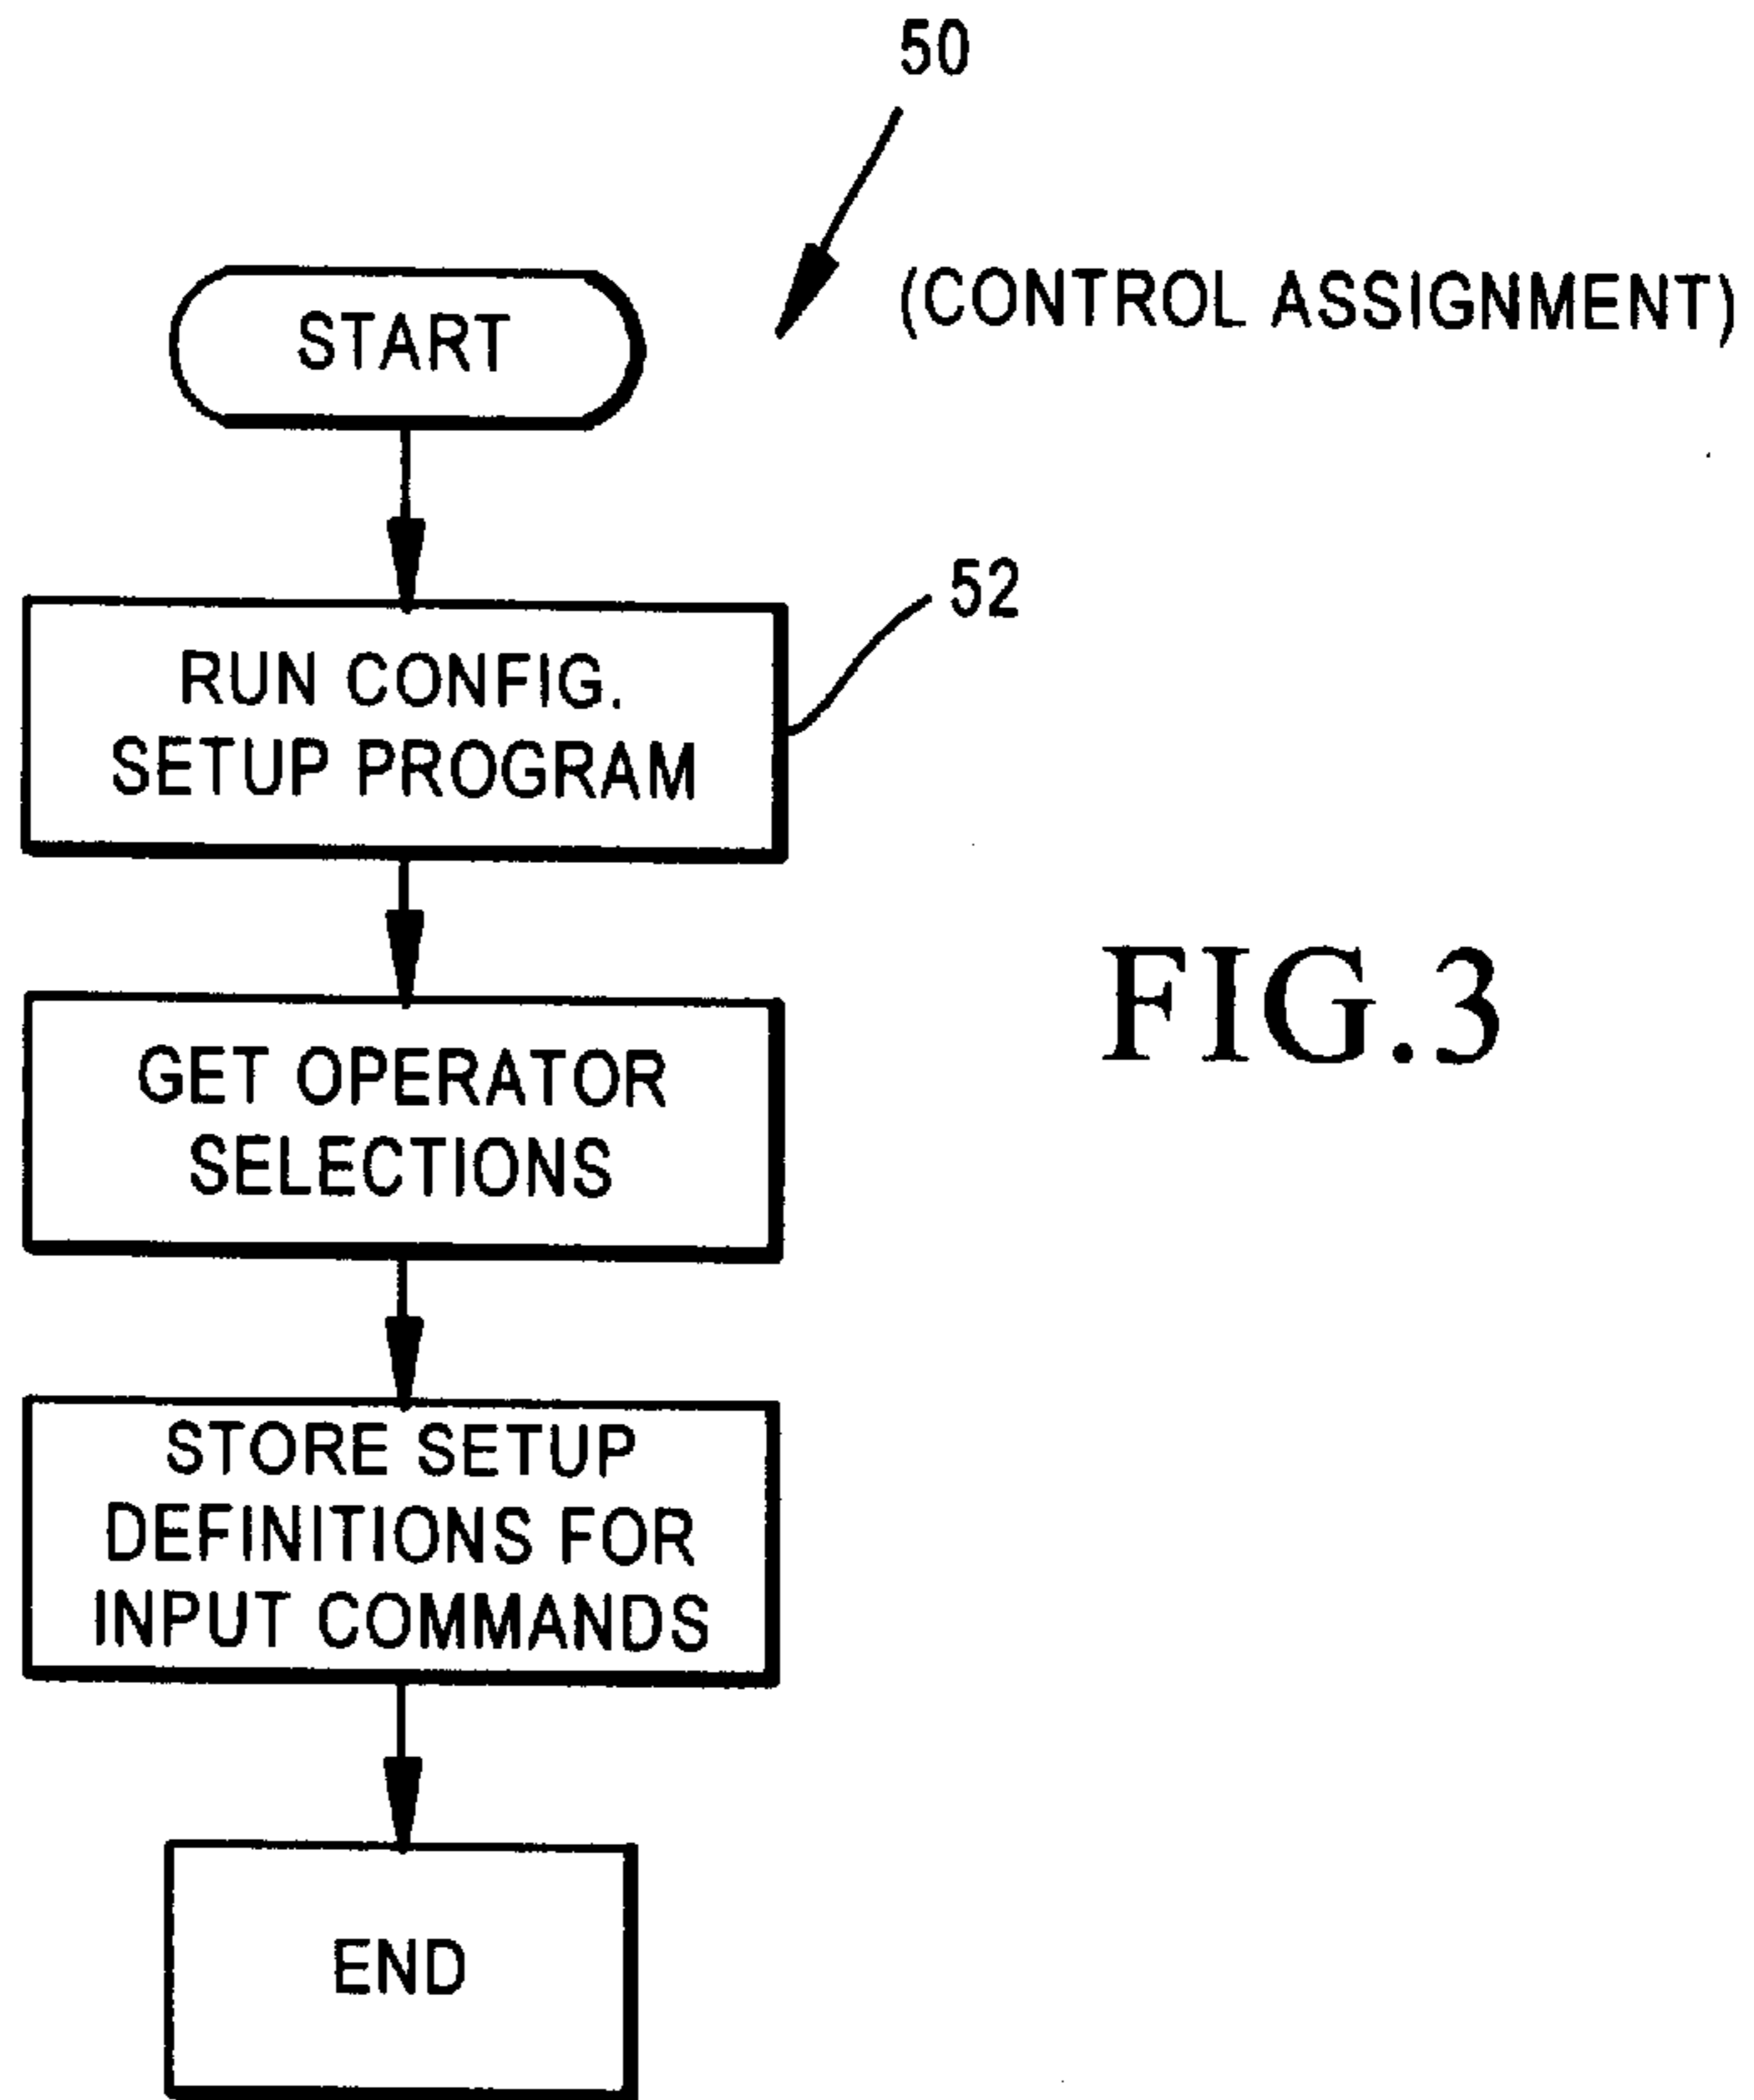 50
(CONTROL ASSIGNMENT)
START
52
RUN CONFIG.
SETUP PROGRAM
FIG.3
GET OPERATOR
SELECTIONS
STORE SETUP
DEFINITIONS FOR
INPUT COMMANDS
END